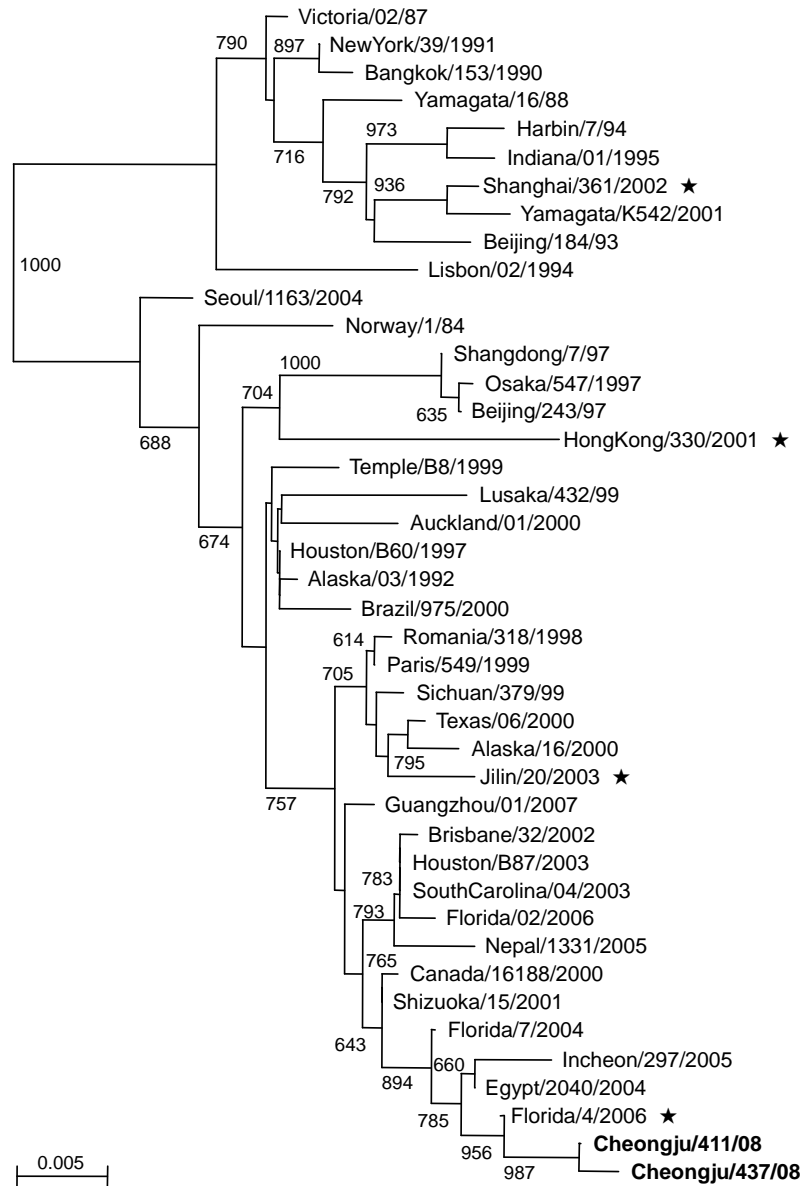 Victoria/02/87
790
897
NewYork/39/1991
Bangkok/153/1990
Yamagata/16/88
973
Harbin/7/94
716
Indiana/01/1995
936
Shanghai/361/2002 ★
792
Yamagata/K542/2001
Beijing/184/93
1000
Lisbon/02/1994
Seoul/1163/2004
Norway/1/84
Shangdong/7/97
1000
Osaka/547/1997
704
635
Beijing/243/97
688
HongKong/330/2001 ★
Temple/B8/1999
Lusaka/432/99
Auckland/01/2000
674
Houston/B60/1997
Alaska/03/1992
Brazil/975/2000
614
Romania/318/1998
Paris/549/1999
705
Sichuan/379/99
Texas/06/2000
Alaska/16/2000
795
Jilin/20/2003 ★
757
Guangzhou/01/2007
Brisbane/32/2002
Houston/B87/2003
783
SouthCarolina/04/2003
793
Florida/02/2006
Nepal/1331/2005
765
Canada/16188/2000
Shizuoka/15/2001
Florida/7/2004
643
660
Incheon/297/2005
894
Egypt/2040/2004
785
Florida/4/2006 ★
956
Cheongju/411/08
987
Cheongju/437/08
0.005